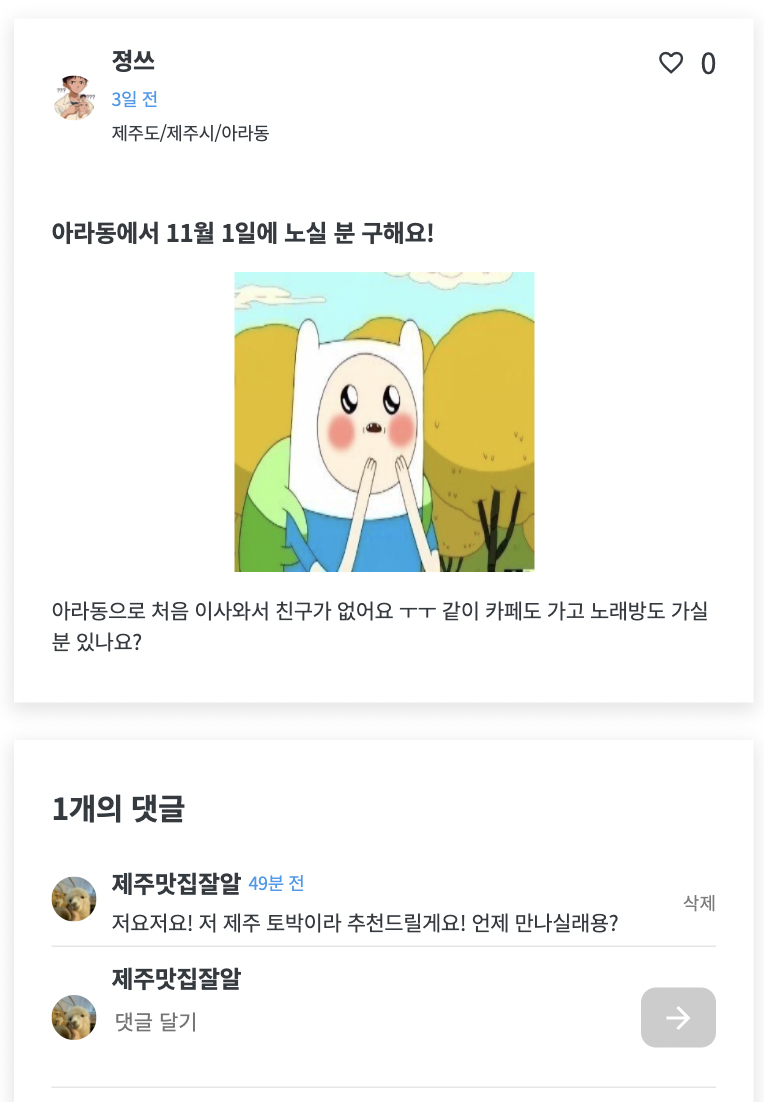 졍쓰
0
3일 전
제주도/제주시/아라동
아라동에서 11월 1일에 노실 분 구해요!
아라동으로 처음 이사와서 친구가 없어요 ㅜㅜ 같이 카페도 가고 노래방도 가실
분 있나요?
1개의 댓글
제주맛집잘알 49분 전
저요저요! 저 제주 토박이라 추천드릴게요! 언제 만나실래용?
삭제
제주맛집잘알
댓글 달기